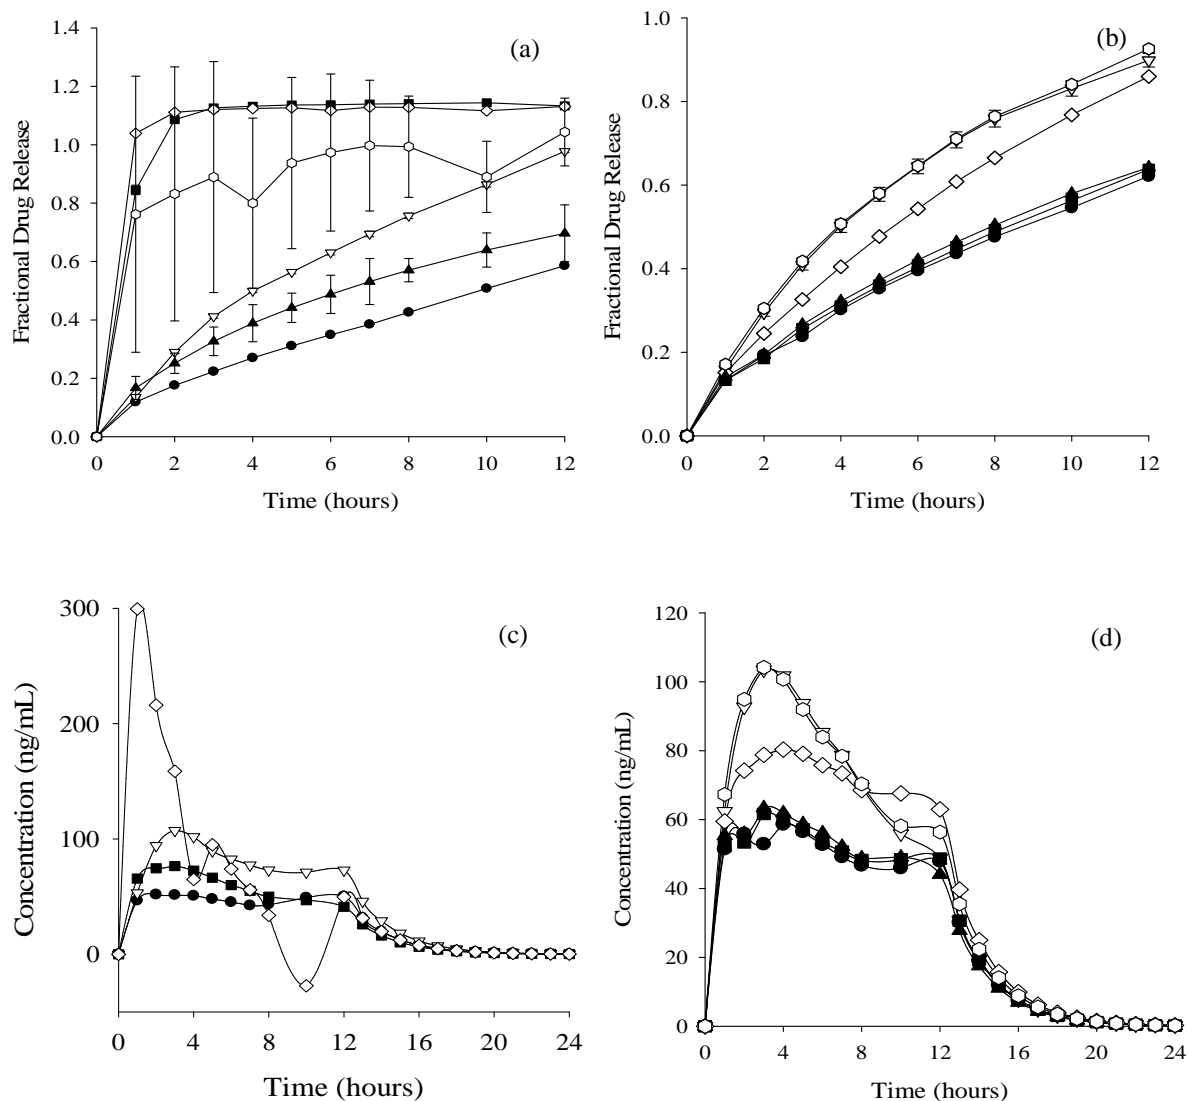 (a)
Fractional Drug Release
1.4
1.2
1.0
0.8
0.6
0.4
0.2
0.0
0 2 4 6 8 10 12
Time (hours)
(b)
Fractional Drug Release
1.0
0.8
0.6
0.4
0.2
0.0
0 2 4 6 8 10 12
Time (hours)
(c)
Concentration (ng/mL)
300
200
100
0
0 4 8 12 16 20 24
Time (hours)
(d)
Concentration (ng/mL)
120
100
80
60
40
20
0
0 4 8 12 16 20 24
Time (hours)